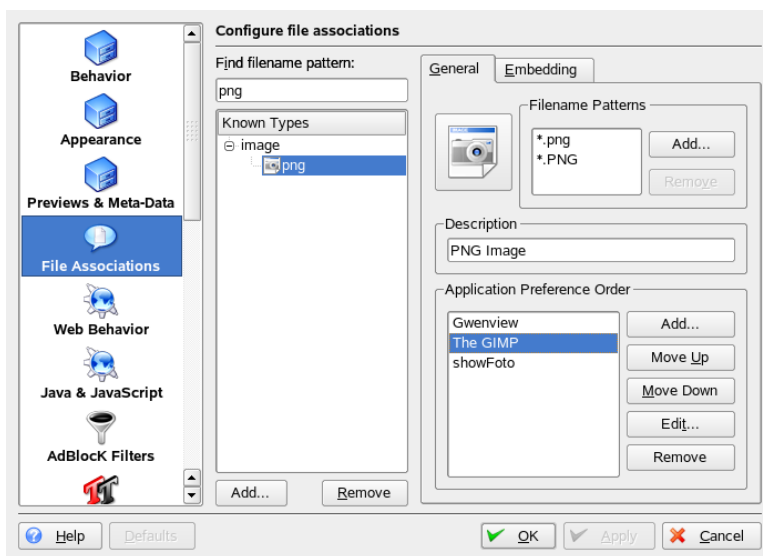 Configure file associations
Behavior
Appearance
Previews & Meta-Data
File Associations
Web Behavior
Java & JavaScript
AdBlocK Filters
Find filename pattern:
png
Known Types
image
png
Add...
Remove
General
Embedding
Filename Patterns
*.png
*.PNG
Add...
Remove
Description
PNG Image
Application Preference Order
Gwenview
The GIMP
showFoto
Add...
Move Up
Move Down
Edit...
Remove
Help
Defaults
OK
Apply
Cancel